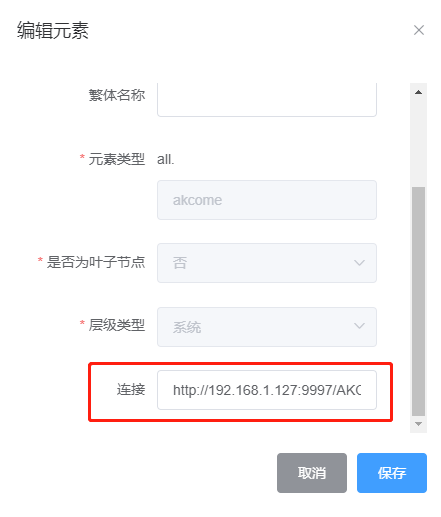 编辑元素
繁体名称
* 元素类型 all.
akcome
* 是否为叶子节点 否
* 层级类型 系统
连接 http://192.168.1.127:9997/AKC
取消 保存